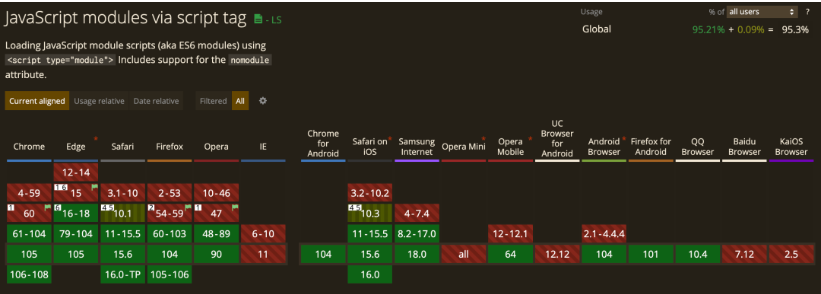 JavaScript modules via script tag - LS
Usage % of all users ?
Global 95.21% + 0.09% = 95.3%
Loading JavaScript module scripts (aka ES6 modules) using
<script type="module"> Includes support for the nomodule
attribute.
Current aligned Usage relative Date relative Filtered All
Chrome Edge * Safari Firefox Opera IE Chrome for Android Safari on iOS * Samsung Internet Opera Mini * Opera Mobile * UC Browser for Android Android Browser * Firefox for Android QQ Browser Baidu Browser KaiOS Browser
12-14
4-59 1 6 15 3.1-10 2-53 10-46 3.2-10.2
1 60 6 16-18 4 5 10.1 2 54-59 1 47 4 5 10.3 4-7.4
61-104 79-104 11-15.5 60-103 48-89 6-10 11-15.5 8.2-17.0 12-12.1 2.1-4.4.4
105 105 15.6 104 90 11 104 15.6 18.0 all 64 12.12 104 101 10.4 7.12 2.5
106-108 16.0-TP 105-106 16.0